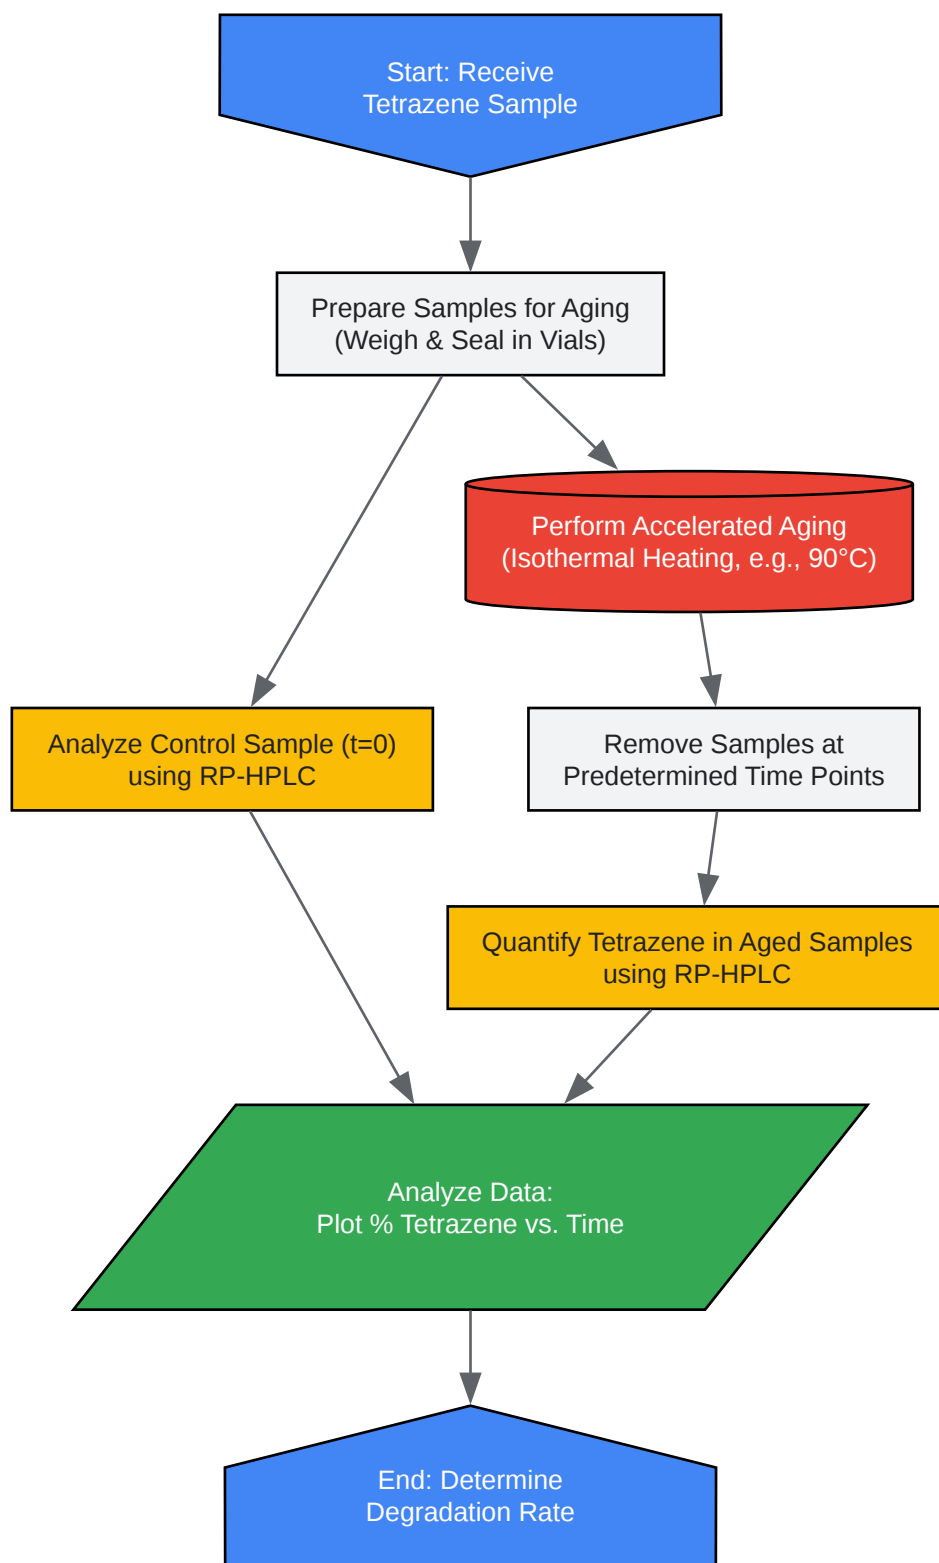 Start: Receive
Tetrazene Sample
Prepare Samples for Aging
(Weigh & Seal in Vials)
Perform Accelerated Aging
(Isothermal Heating, e.g., 90°C)
Analyze Control Sample (t=0)
using RP-HPLC
Remove Samples at
Predetermined Time Points
Quantify Tetrazene in Aged Samples
using RP-HPLC
Analyze Data:
Plot % Tetrazene vs. Time
End: Determine
Degradation Rate